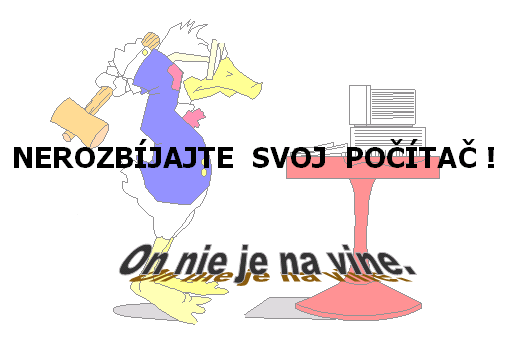 NEROZBÍJAJTE SVOJ POČÍTAČ !
On nie je na vine.